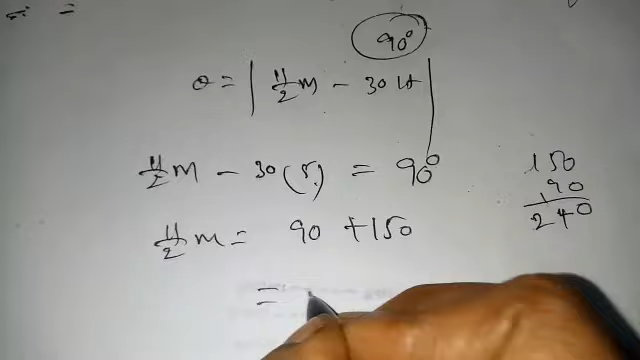 =
90°
θ = | 11/2 M - 30 H |
11/2 M - 30 (5) = 90°
11/2 M = 90 + 150
=
150
90
240